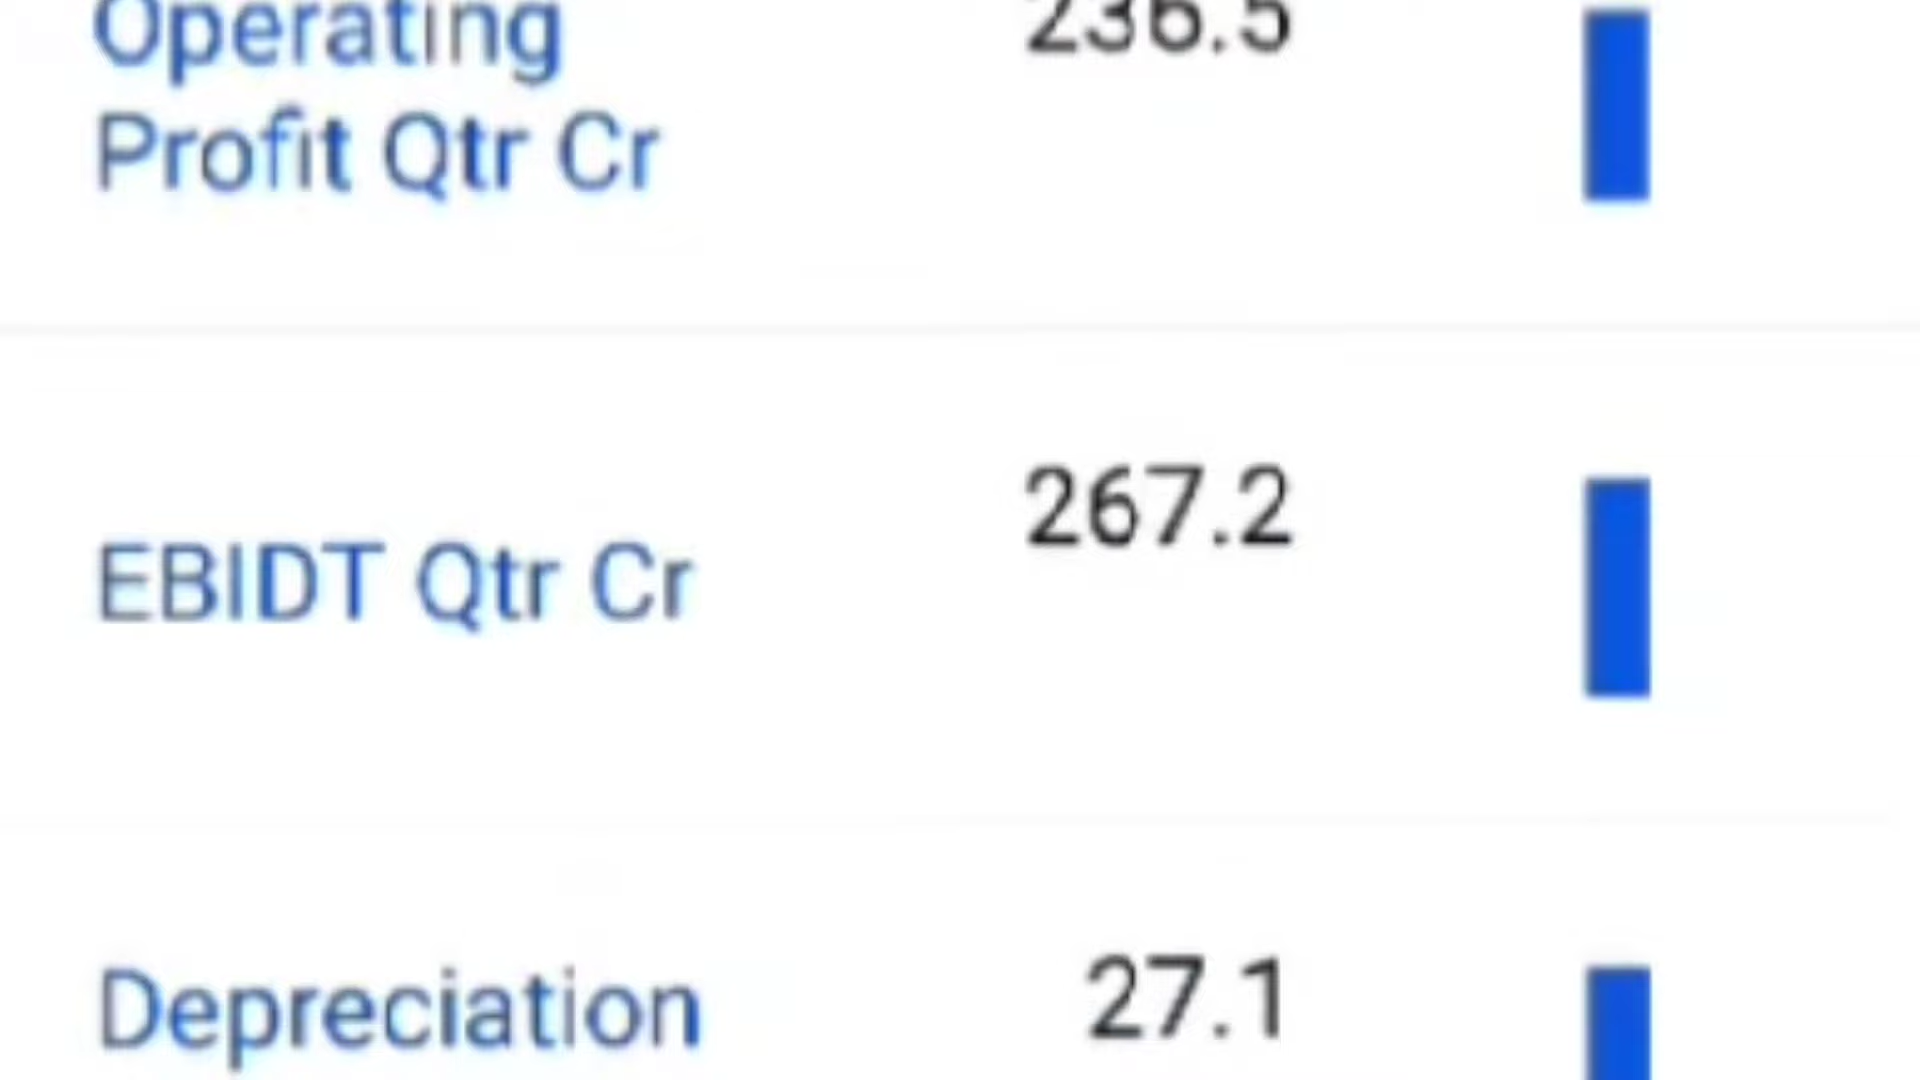 Operating 236.5
Profit Qtr Cr
267.2
EBIDT Qtr Cr
Depreciation 27.1